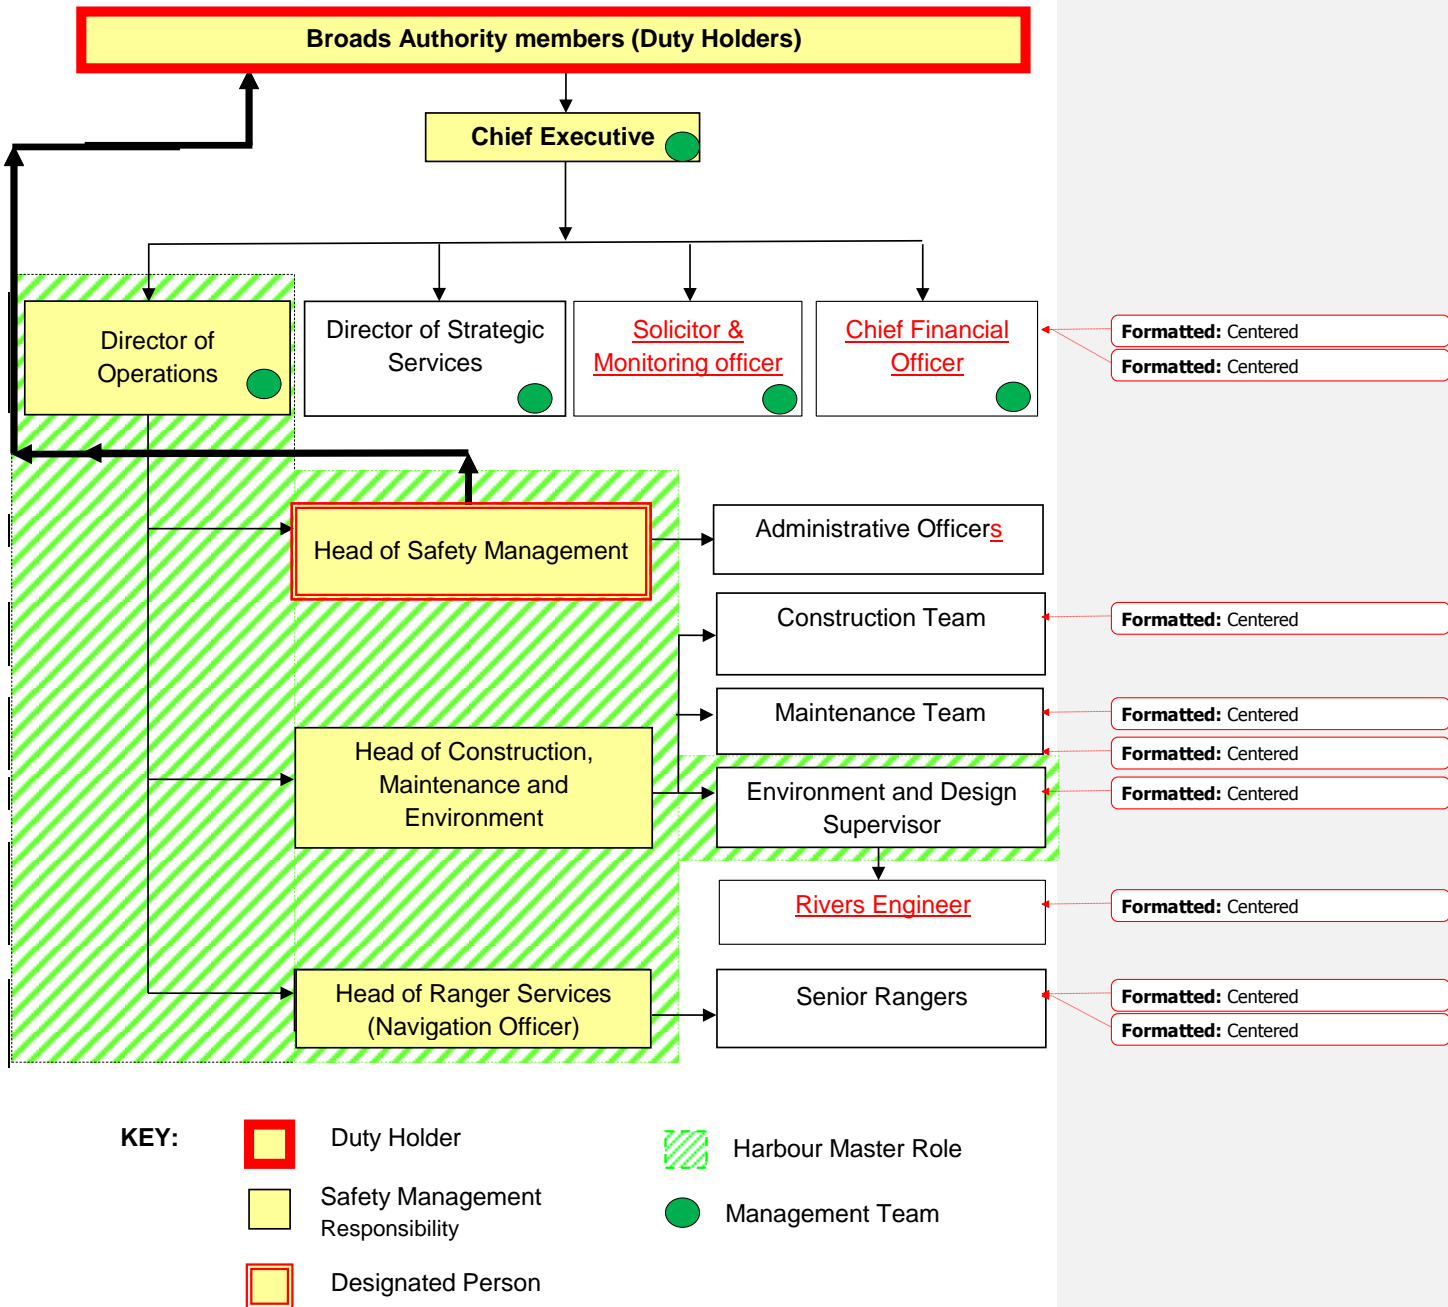 Broads Authority members (Duty Holders)
Chief Executive
Director of
Operations
Director of Strategic
Services
Solicitor &
Monitoring officer
Chief Financial
Officer
Formatted: Centered
Formatted: Centered
Head of Safety Management
Administrative Officers
Construction Team
Formatted: Centered
Maintenance Team
Formatted: Centered
Formatted: Centered
Head of Construction,
Maintenance and
Environment
Environment and Design
Supervisor
Formatted: Centered
Rivers Engineer
Formatted: Centered
Head of Ranger Services
(Navigation Officer)
Senior Rangers
Formatted: Centered
Formatted: Centered
KEY:
Duty Holder
Harbour Master Role
Safety Management
Responsibility
Management Team
Designated Person